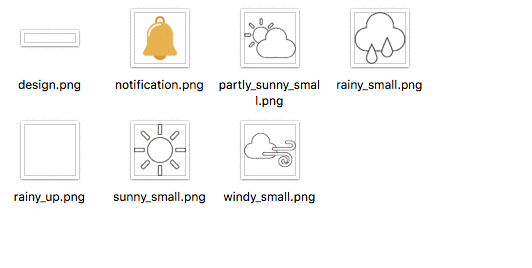 design.png
notification.png
partly_sunny_smal
l.png
rainy_small.png
rainy_up.png
sunny_small.png
windy_small.png